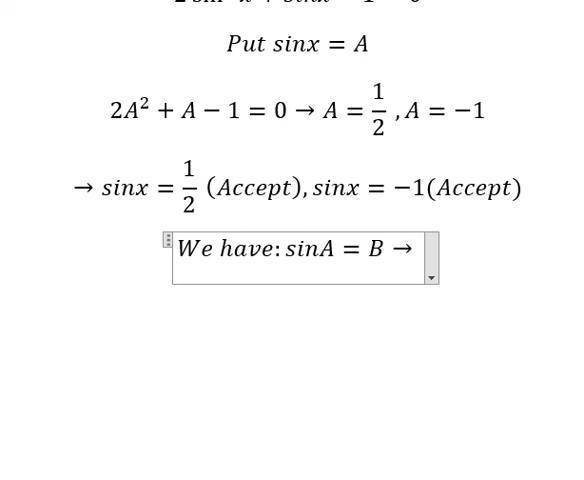 Put sinx = A
2A² + A − 1 = 0 → A = 1/2 , A = −1
→ sinx = 1/2 (Accept), sinx = −1(Accept)
We have: sinA = B →